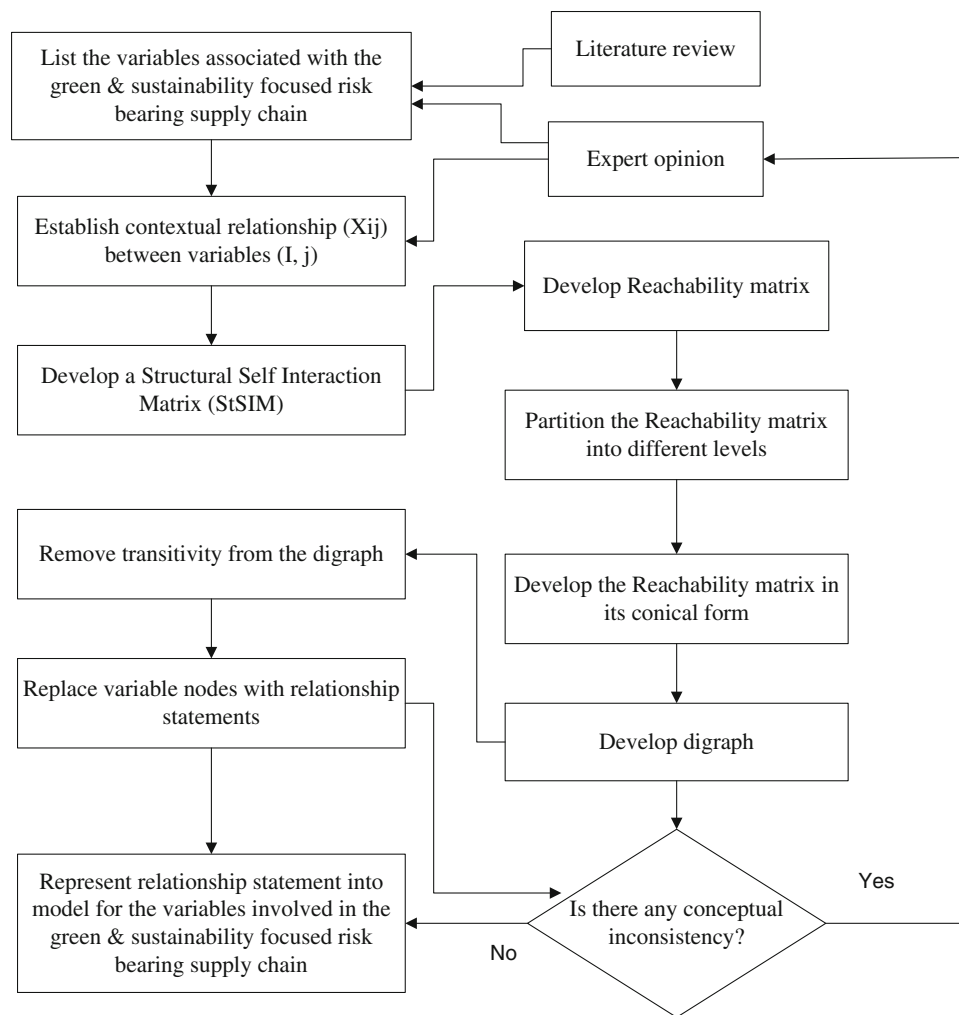 List the variables associated with the
green & sustainability focused risk
bearing supply chain
Literature review
Expert opinion
Establish contextual relationship (Xij)
between variables (I, j)
Develop Reachability matrix
Develop a Structural Self Interaction
Matrix (StSIM)
Partition the Reachability matrix
into different levels
Remove transitivity from the digraph
Develop the Reachability matrix in
its conical form
Replace variable nodes with relationship
statements
Develop digraph
Represent relationship statement into
model for the variables involved in the
green & sustainability focused risk
bearing supply chain
Is there any conceptual
inconsistency?
Yes
No